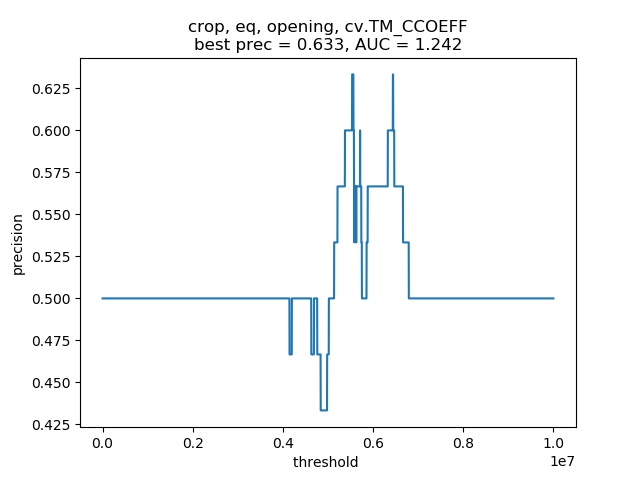 crop, eq, opening, cv.TM_CCOEFF
best prec = 0.633, AUC = 1.242
precision
0.625
0.600
0.575
0.550
0.525
0.500
0.475
0.450
0.425
0.0 0.2 0.4 0.6 0.8 1.0
1e7
threshold